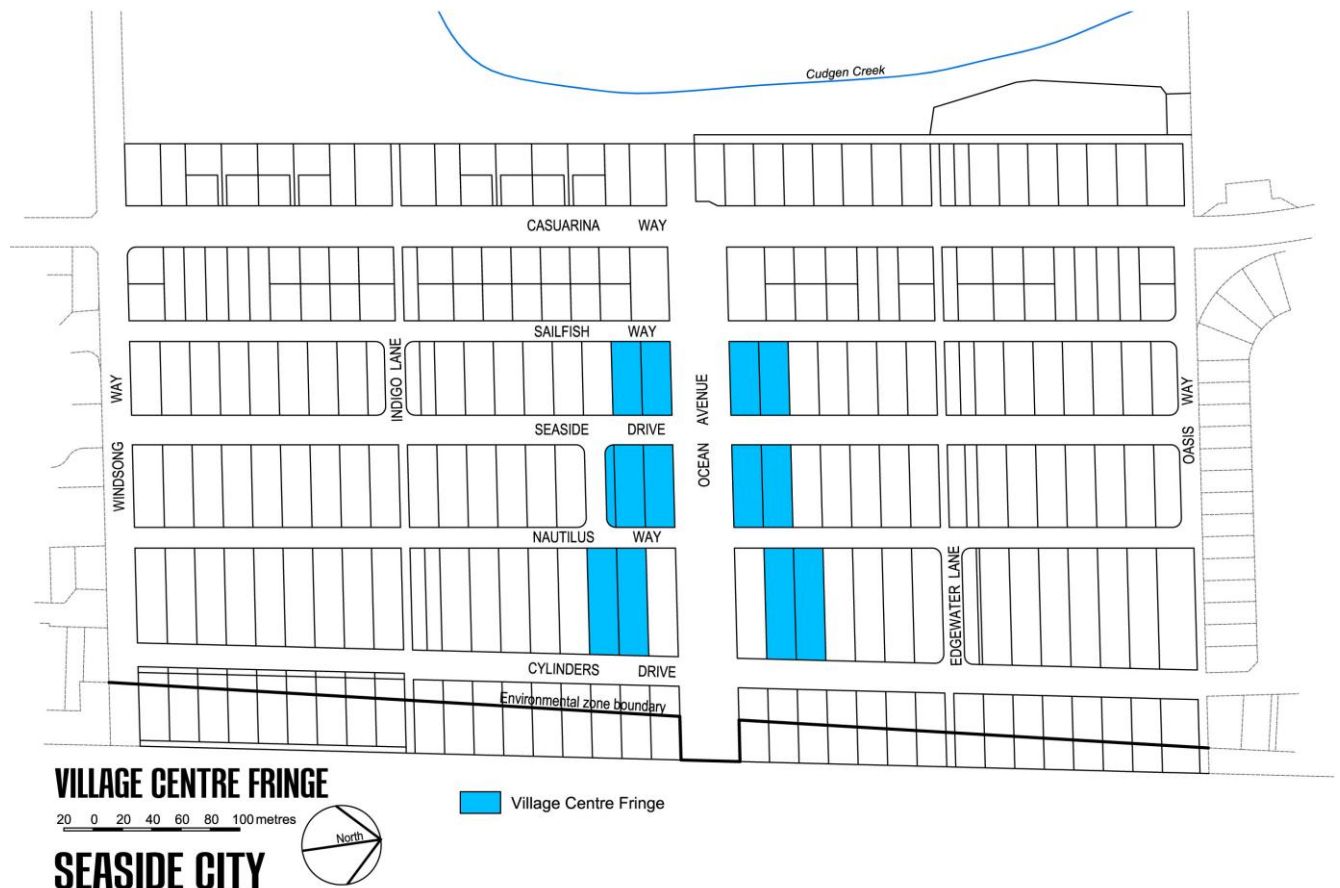 Cudgen Creek
CASUARINA WAY
SAILFISH WAY
INDIGO LANE
WINDSONG WAY
SEASIDE DRIVE
OCEAN AVENUE
OASIS WAY
NAUTILUS WAY
EDGEWATER LANE
CYLINDERS DRIVE
Environmental zone boundary
VILLAGE CENTRE FRINGE
20 0 20 40 60 80 100 metres
North
SEASIDE CITY
Village Centre Fringe